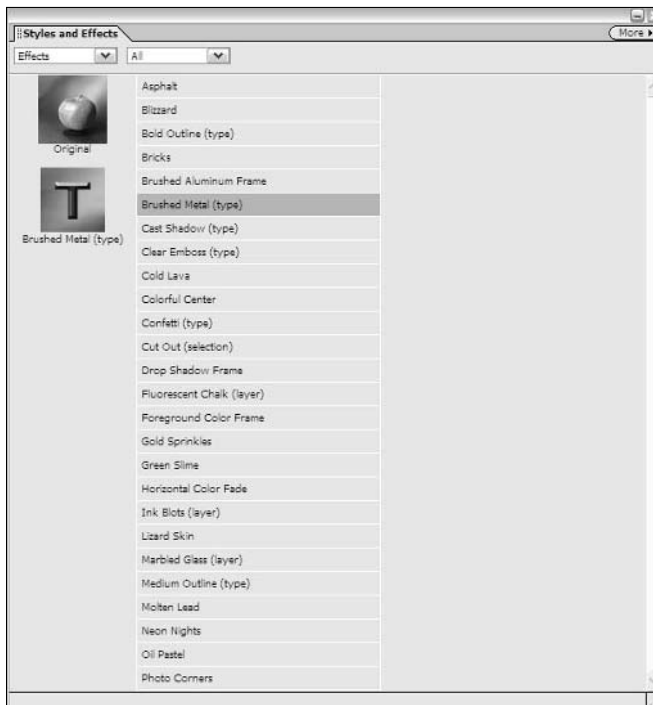 Styles and Effects
More
Effects
All
Original
T
Brushed Metal (type)
Asphalt
Blizzard
Bold Outline (type)
Bricks
Brushed Aluminum Frame
Brushed Metal (type)
Cast Shadow (type)
Clear Emboss (type)
Cold Lava
Colorful Center
Confetti (type)
Cut Out (selection)
Drop Shadow Frame
Fluorescent Chalk (layer)
Foreground Color Frame
Gold Sprinkles
Green Slime
Horizontal Color Fade
Ink Blots (layer)
Lizard Skin
Marbled Glass (layer)
Medium Outline (type)
Molten Lead
Neon Nights
Oil Pastel
Photo Corners